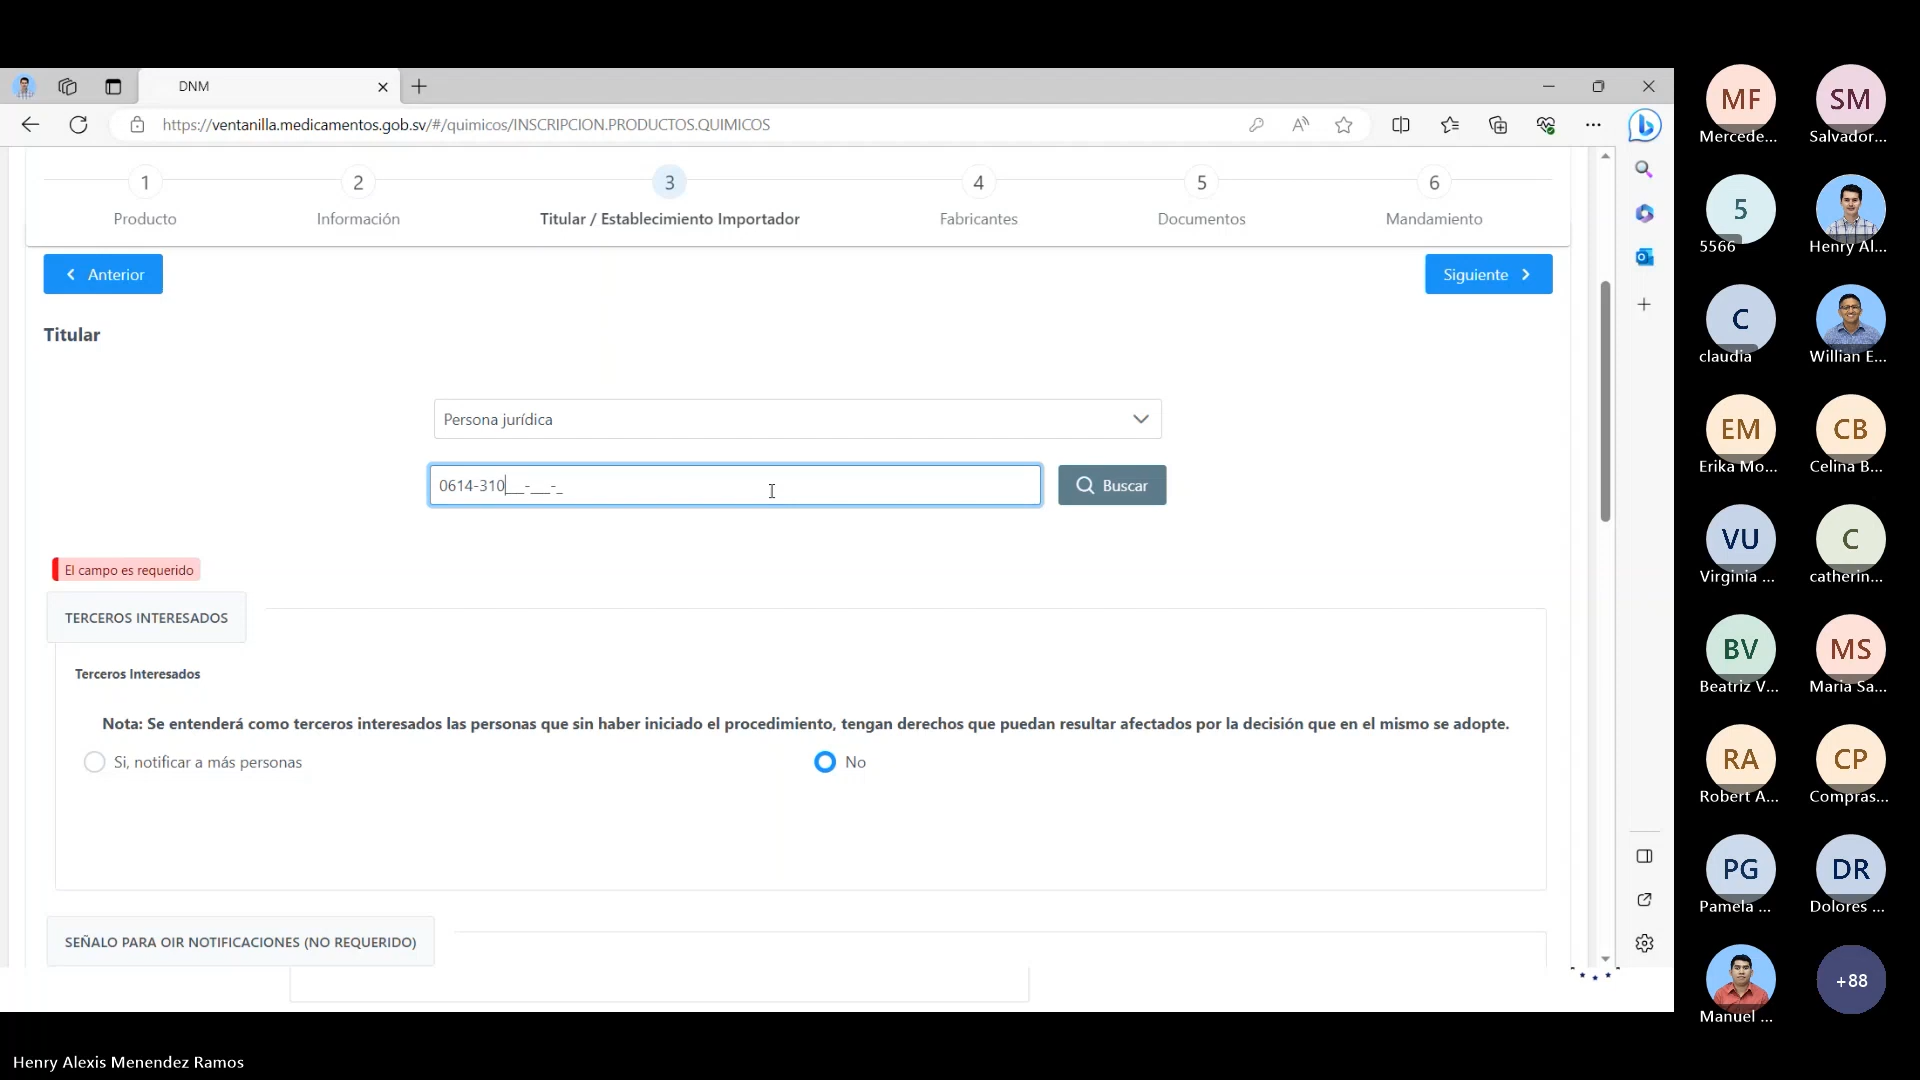 DNM
https://ventanilla.medicamentos.gob.sv/#/quimicos/INSCRIPCION.PRODUCTOS.QUIMICOS
1
Producto
2
Información
3
Titular / Establecimiento Importador
4
Fabricantes
5
Documentos
6
Mandamiento
Anterior
Siguiente
Titular
Persona jurídica
0614-310___-___-_
Buscar
El campo es requerido
TERCEROS INTERESADOS
Terceros Interesados
Nota: Se entenderá como terceros interesados las personas que sin haber iniciado el procedimiento, tengan derechos que puedan resultar afectados por la decisión que en el mismo se adopte.
Si, notificar a más personas
No
SEÑALO PARA OIR NOTIFICACIONES (NO REQUERIDO)
MF
Mercede...
SM
Salvador...
5
5566
Henry Al...
C
claudia
Willian E...
EM
Erika Mo...
CB
Celina B...
VU
Virginia ...
C
catherin...
BV
Beatriz V...
MS
Maria Sa...
RA
Robert A...
CP
Compras...
PG
Pamela ...
DR
Dolores ...
Manuel ...
+88
Henry Alexis Menendez Ramos